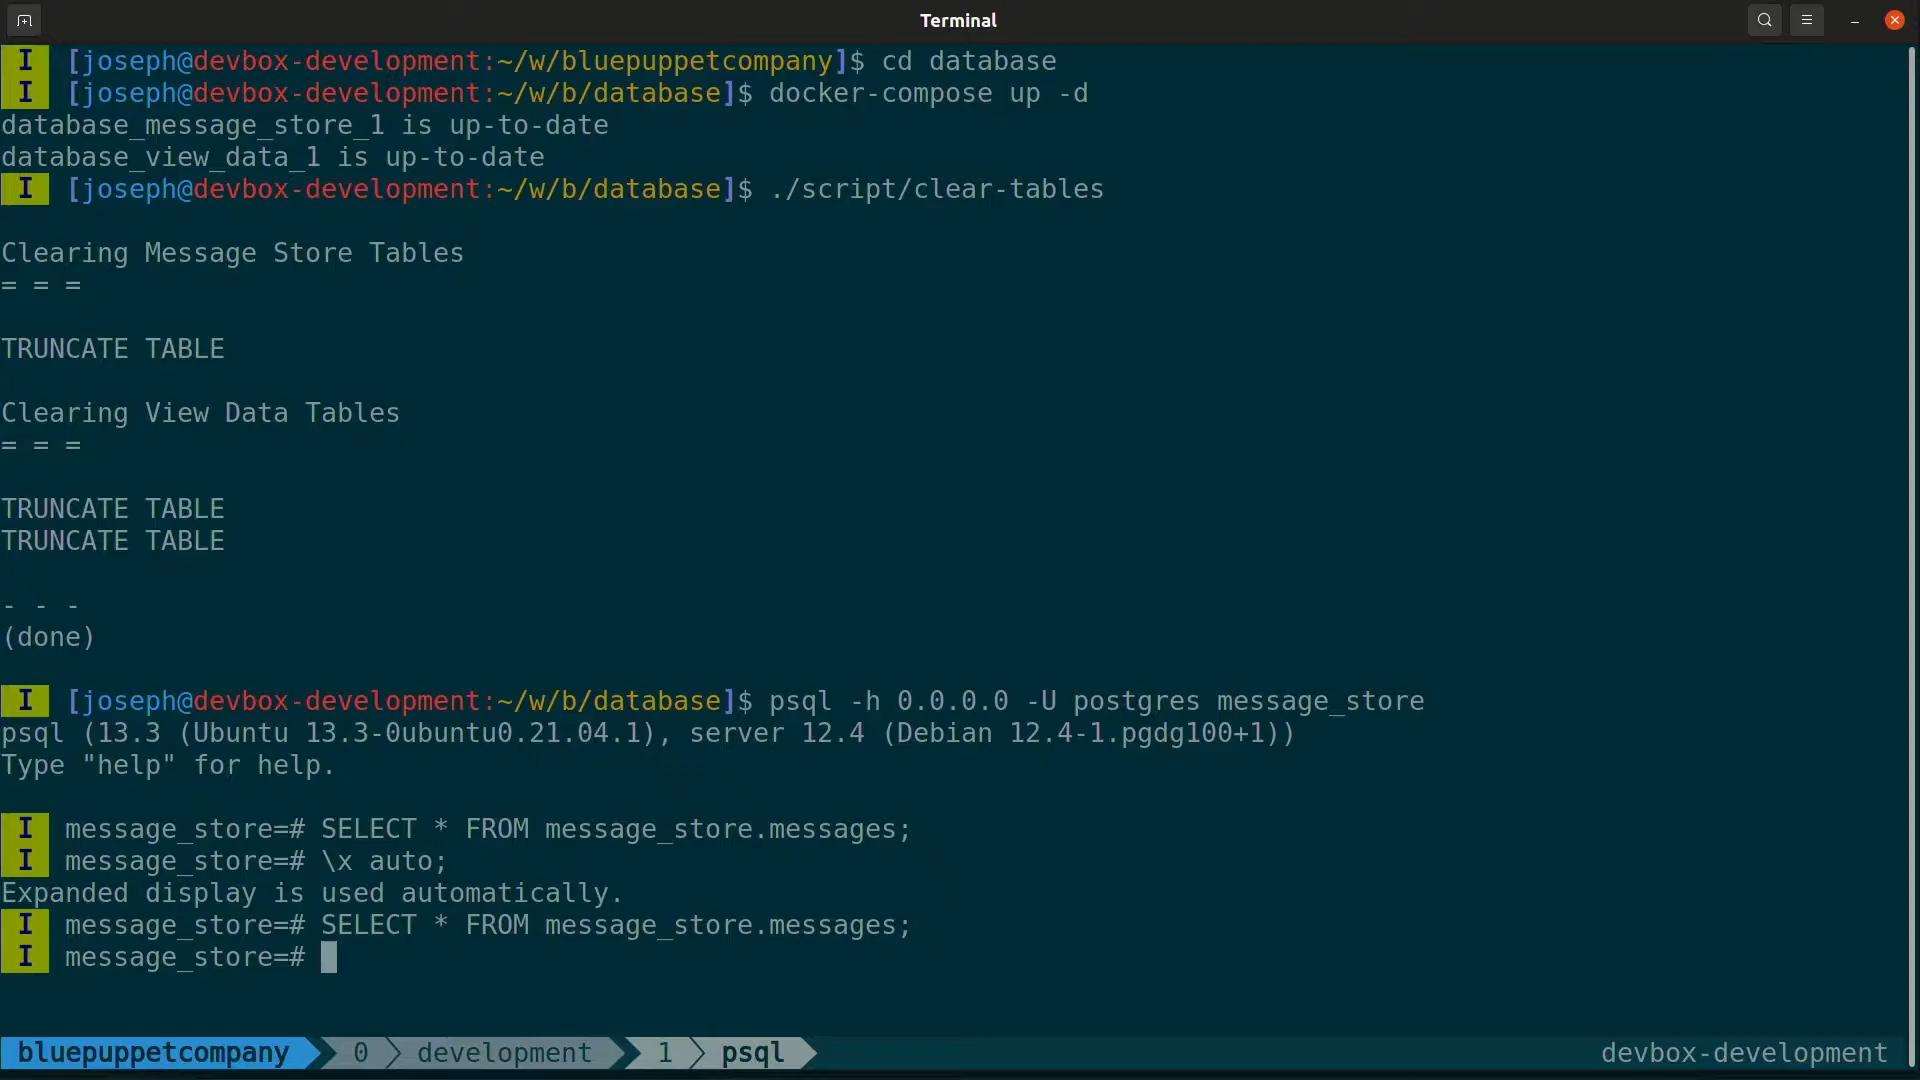 Terminal
I [joseph@devbox-development:~/w/bluepuppetcompany]$ cd database
I [joseph@devbox-development:~/w/b/database]$ docker-compose up -d
database_message_store_1 is up-to-date
database_view_data_1 is up-to-date
I [joseph@devbox-development:~/w/b/database]$ ./script/clear-tables
Clearing Message Store Tables
= = =
TRUNCATE TABLE
Clearing View Data Tables
= = =
TRUNCATE TABLE
TRUNCATE TABLE
- - -
(done)
I [joseph@devbox-development:~/w/b/database]$ psql -h 0.0.0.0 -U postgres message_store
psql (13.3 (Ubuntu 13.3-0ubuntu0.21.04.1), server 12.4 (Debian 12.4-1.pgdg100+1))
Type "help" for help.
I message_store=# SELECT * FROM message_store.messages;
I message_store=# \x auto;
Expanded display is used automatically.
I message_store=# SELECT * FROM message_store.messages;
I message_store=#
bluepuppetcompany 0 development 1 psql devbox-development